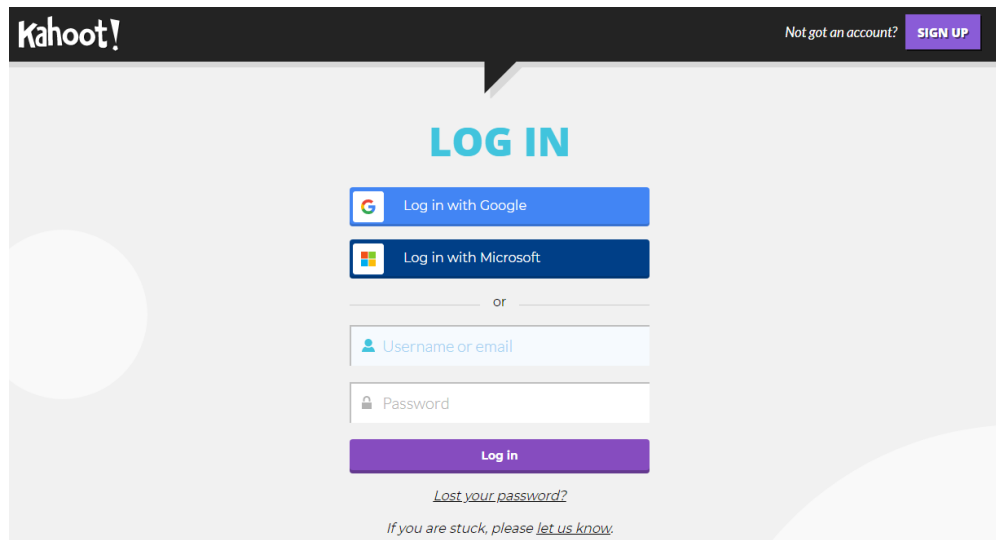 Kahoot!
Not got an account? SIGN UP
LOG IN
Log in with Google
Log in with Microsoft
or
Username or email
Password
Log in
Lost your password?
If you are stuck, please let us know.